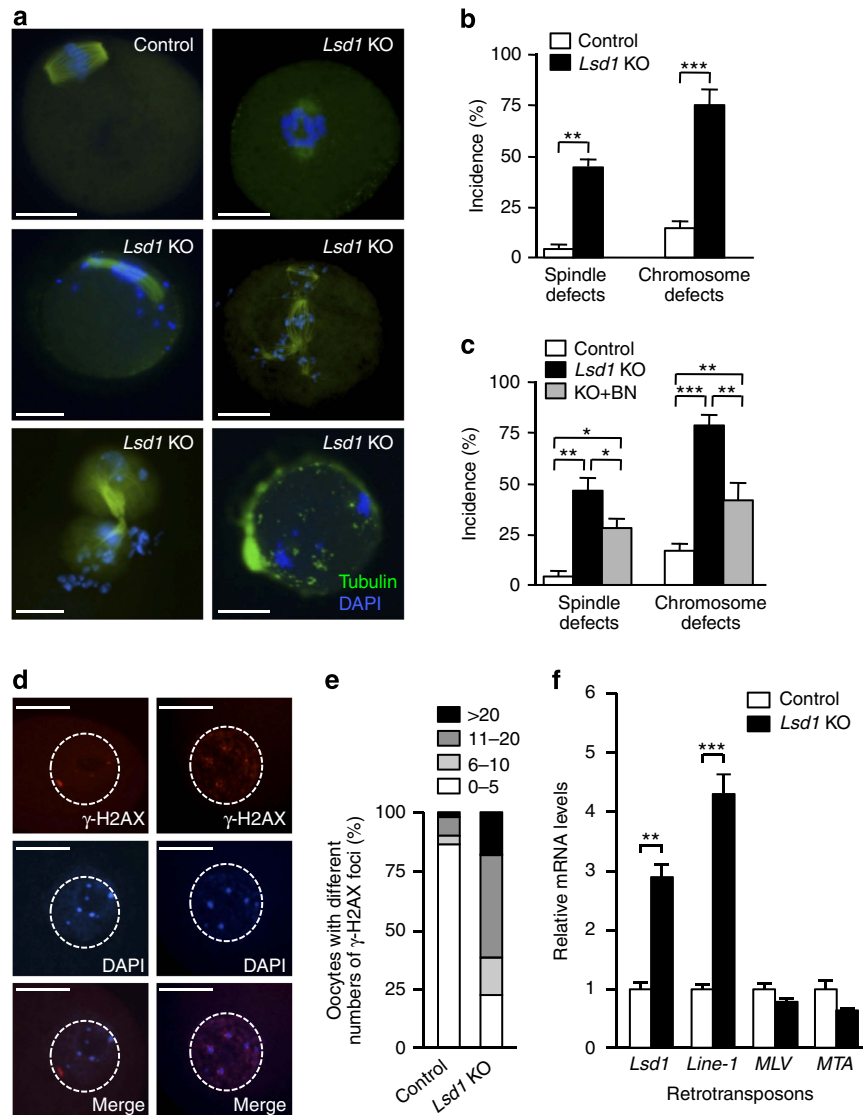 a
Control
Lsd1 KO
Lsd1 KO
Lsd1 KO
Lsd1 KO
Lsd1 KO
Tubulin
DAPI
b
Control
Lsd1 KO
Incidence (%)
100
75
50
25
0
**
***
Spindle defects
Chromosome defects
c
Control
Lsd1 KO
KO+BN
Incidence (%)
100
75
50
25
0
*
**
*
**
***
**
Spindle defects
Chromosome defects
d
γ-H2AX
γ-H2AX
DAPI
DAPI
Merge
Merge
e
>20
11–20
6–10
0–5
Oocytes with different
numbers of γ-H2AX foci (%)
100
75
50
25
0
Control
Lsd1 KO
f
Control
Lsd1 KO
Relative mRNA levels
6
5
4
3
2
1
0
**
***
Lsd1
Line-1
MLV
MTA
Retrotransposons